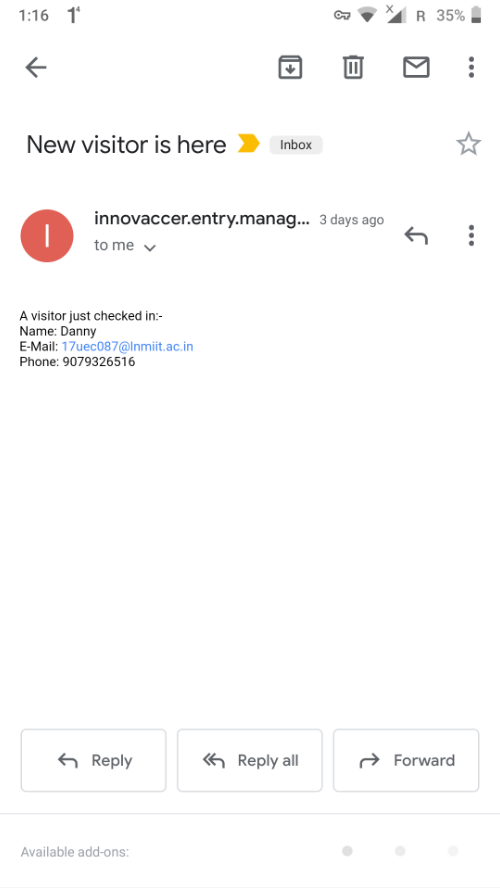 1:16 1 R 35%
New visitor is here Inbox
I
innovaccer.entry.manag... 3 days ago
to me
A visitor just checked in:-
Name: Danny
E-Mail: 17uec087@lnmiit.ac.in
Phone: 9079326516
Reply Reply all Forward
Available add-ons: